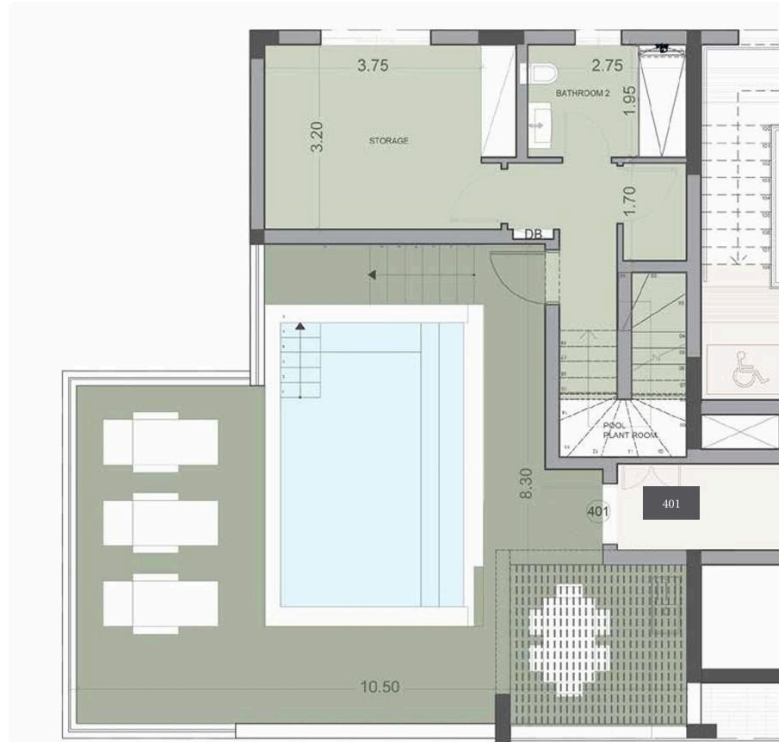 3.75
2.75
BATHROOM 2
1.95
3.20
STORAGE
1.70
DB
POOL
PLANT ROOM
8.30
401
401
10.50